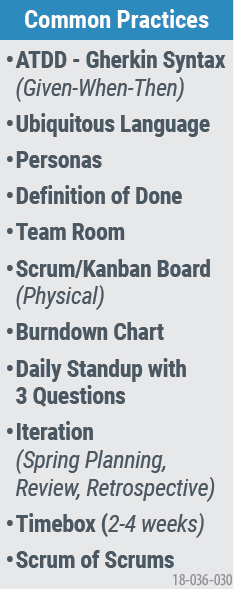 Common Practices
•ATDD - Gherkin Syntax
(Given-When-Then)
•Ubiquitous Language
•Personas
•Definition of Done
•Team Room
•Scrum/Kanban Board
(Physical)
•Burndown Chart
•Daily Standup with
3 Questions
•Iteration
(Spring Planning,
Review, Retrospective)
•Timebox (2-4 weeks)
•Scrum of Scrums
18-036-030